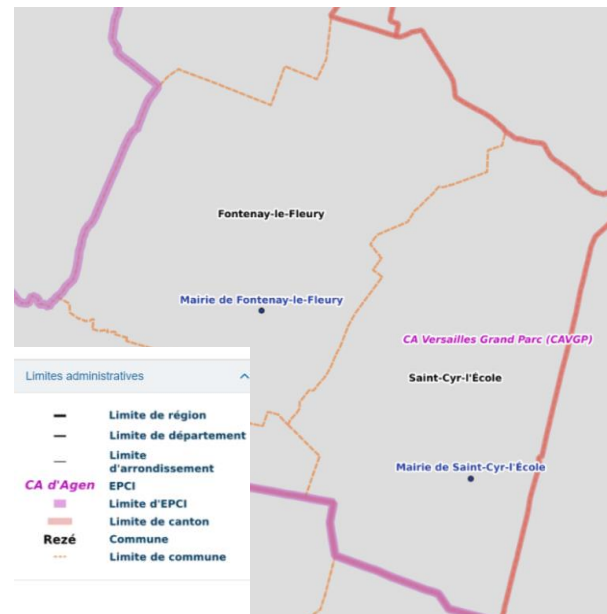 Fontenay-le-Fleury
Mairie de Fontenay-le-Fleury
CA Versailles Grand Parc (CAVGP)
Saint-Cyr-l'École
Mairie de Saint-Cyr-l'École
Limites administratives
Limite de région
Limite de département
Limite
d'arrondissement
CA d'Agen EPCI
Limite d'EPCI
Limite de canton
Rezé Commune
Limite de commune